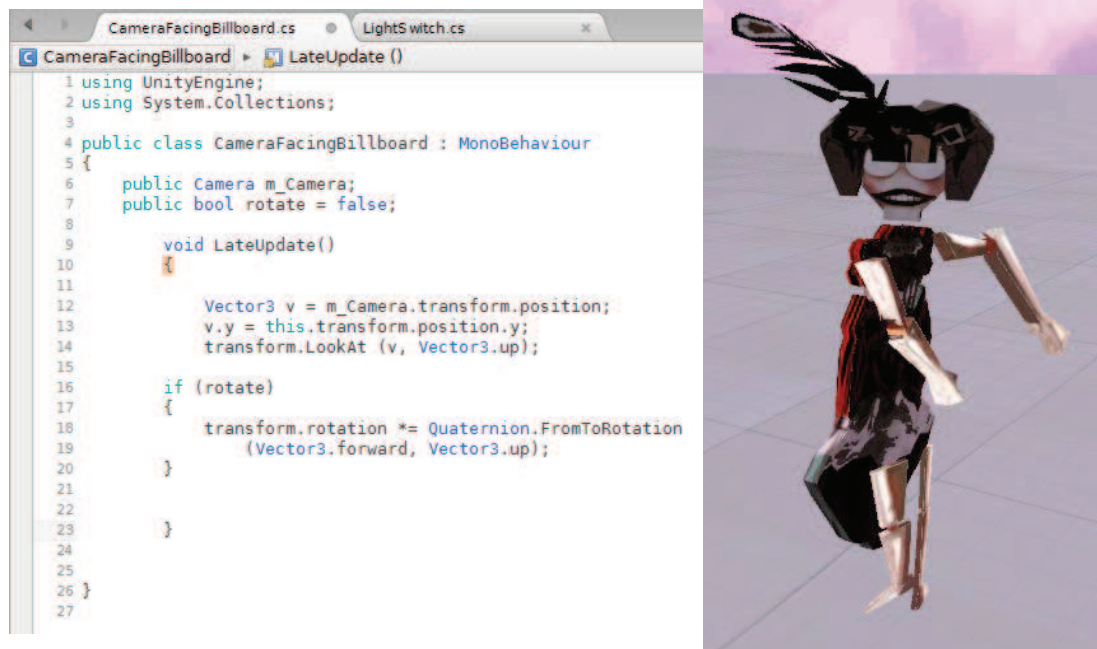 CameraFacingBillboard.cs LightSwitch.cs
CameraFacingBillboard ▸ LateUpdate ()
1 using UnityEngine;
2 using System.Collections;
3
4 public class CameraFacingBillboard : MonoBehaviour
5 {
6 public Camera m_Camera;
7 public bool rotate = false;
8
9 void LateUpdate()
10 {
11
12 Vector3 v = m_Camera.transform.position;
13 v.y = this.transform.position.y;
14 transform.LookAt (v, Vector3.up);
15
16 if (rotate)
17 {
18 transform.rotation *= Quaternion.FromToRotation
19 (Vector3.forward, Vector3.up);
20 }
21
22
23 }
24
25
26 }
27